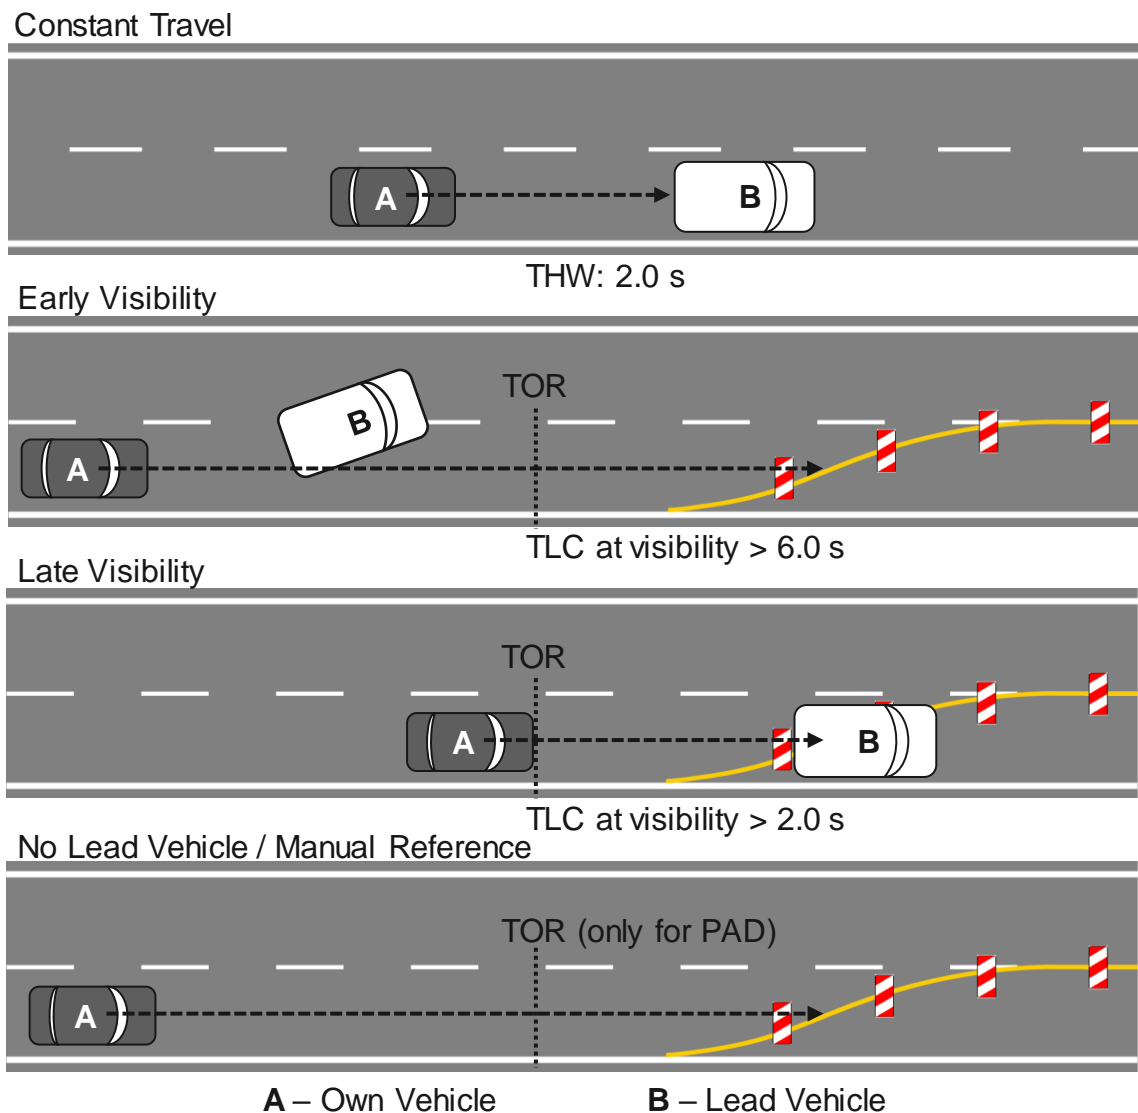 Constant Travel
A B
THW: 2.0 s
Early Visibility
TOR
B
A
TLC at visibility > 6.0 s
Late Visibility
TOR
A B
TLC at visibility > 2.0 s
No Lead Vehicle / Manual Reference
TOR (only for PAD)
A
A – Own Vehicle B – Lead Vehicle